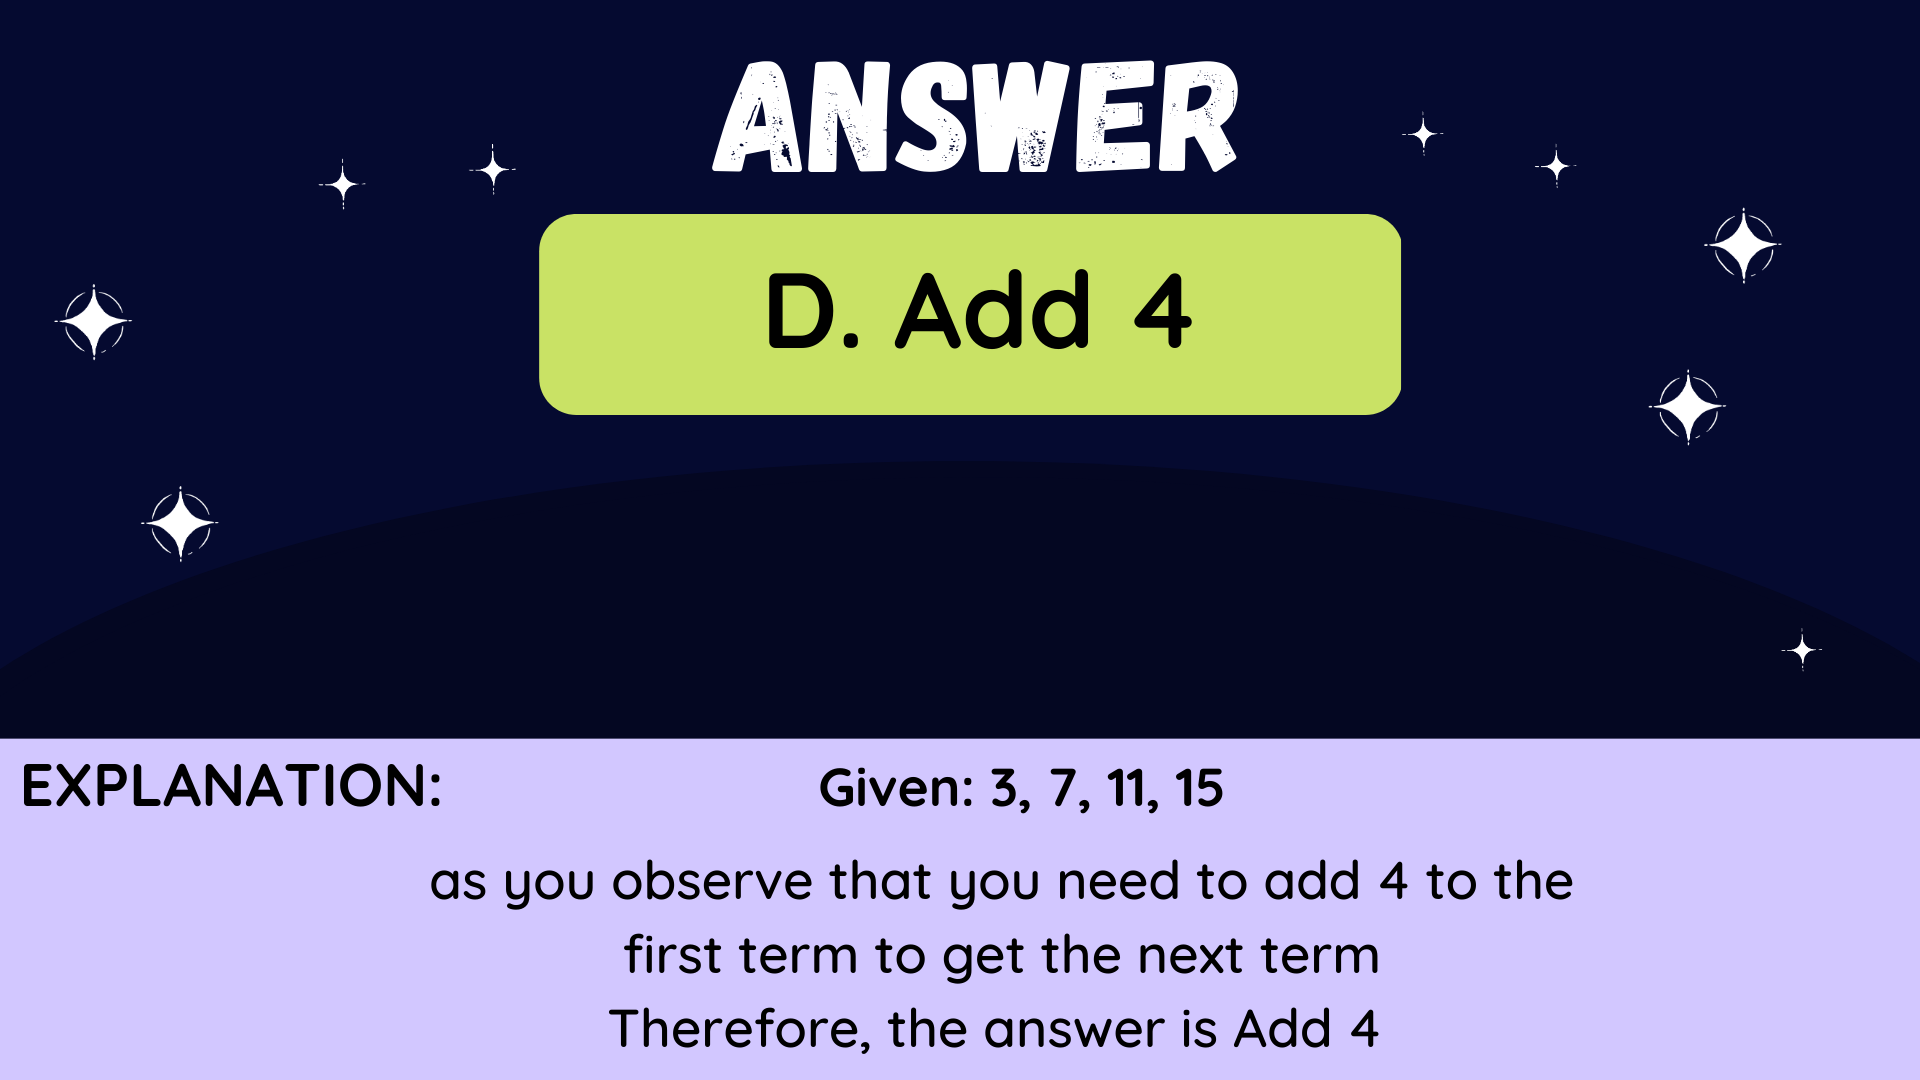 ANSWER
D. Add 4
EXPLANATION:
Given: 3, 7, 11, 15
as you observe that you need to add 4 to the
first term to get the next term
Therefore, the answer is Add 4